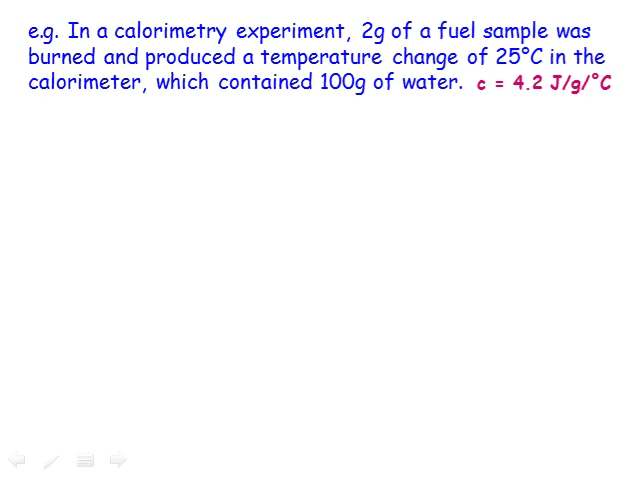 e.g. In a calorimetry experiment, 2g of a fuel sample was
burned and produced a temperature change of 25°C in the
calorimeter, which contained 100g of water. c = 4.2 J/g/°C